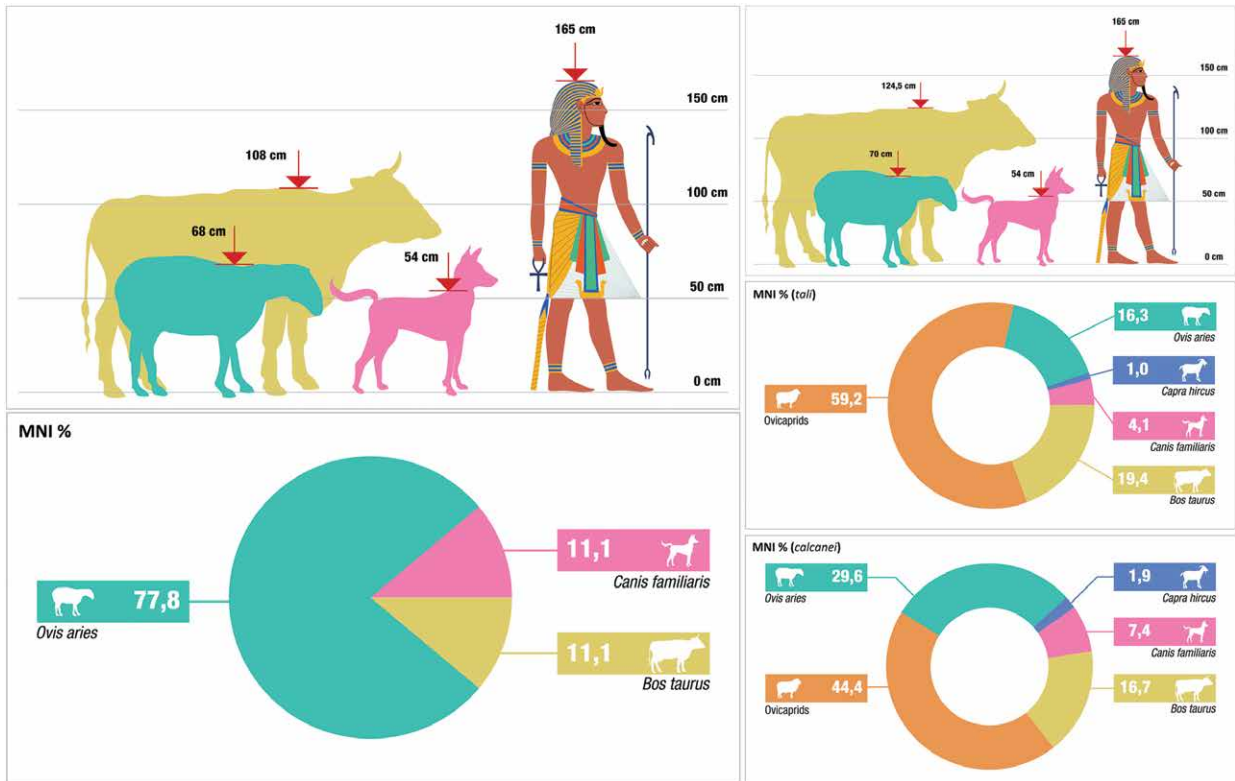 165 cm
150 cm
108 cm
100 cm
68 cm
54 cm
50 cm
0 cm
MNI %
77,8
Ovis aries
11,1
Canis familiaris
11,1
Bos taurus
165 cm
150 cm
124,5 cm
100 cm
70 cm
54 cm
50 cm
0 cm
MNI % (tali)
16,3
Ovis aries
1,0
Capra hircus
59,2
Ovicaprids
4,1
Canis familiaris
19,4
Bos taurus
MNI % (calcanei)
29,6
Ovis aries
1,9
Capra hircus
7,4
Canis familiaris
44,4
Ovicaprids
16,7
Bos taurus